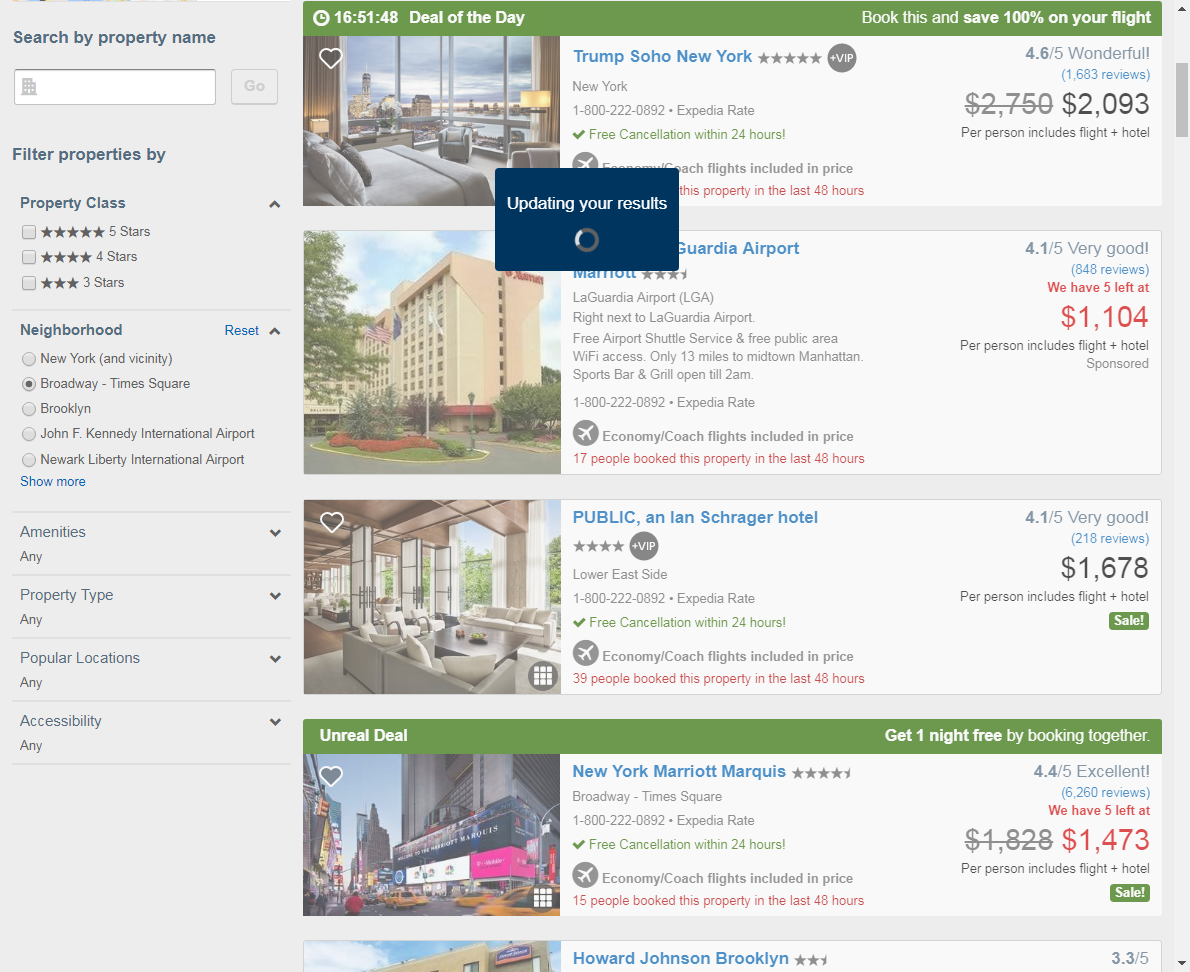 Search by property name
Go
Filter properties by
Property Class
5 Stars
4 Stars
3 Stars
Neighborhood Reset
New York (and vicinity)
Broadway - Times Square
Brooklyn
John F. Kennedy International Airport
Newark Liberty International Airport
Show more
Amenities
Any
Property Type
Any
Popular Locations
Any
Accessibility
Any
16:51:48 Deal of the Day Book this and save 100% on your flight
Trump Soho New York +VIP
New York
1-800-222-0892 • Expedia Rate
Free Cancellation within 24 hours!
Economy/Coach flights included in price
this property in the last 48 hours
4.6/5 Wonderful!
(1,683 reviews)
$2,750 $2,093
Per person includes flight + hotel
Updating your results
Guardia Airport
Marriott
LaGuardia Airport (LGA)
Right next to LaGuardia Airport.
Free Airport Shuttle Service & free public area
WiFi access. Only 13 miles to midtown Manhattan.
Sports Bar & Grill open till 2am.
1-800-222-0892 • Expedia Rate
Economy/Coach flights included in price
17 people booked this property in the last 48 hours
4.1/5 Very good!
(848 reviews)
We have 5 left at
$1,104
Per person includes flight + hotel
Sponsored
PUBLIC, an Ian Schrager hotel
+VIP
Lower East Side
1-800-222-0892 • Expedia Rate
Free Cancellation within 24 hours!
Economy/Coach flights included in price
39 people booked this property in the last 48 hours
4.1/5 Very good!
(218 reviews)
$1,678
Per person includes flight + hotel
Sale!
Unreal Deal Get 1 night free by booking together.
New York Marriott Marquis
Broadway - Times Square
1-800-222-0892 • Expedia Rate
Free Cancellation within 24 hours!
Economy/Coach flights included in price
15 people booked this property in the last 48 hours
4.4/5 Excellent!
(6,260 reviews)
We have 5 left at
$1,828 $1,473
Per person includes flight + hotel
Sale!
WELCOME TO THE MARRIOTT MARQUIS
Howard Johnson Brooklyn
3.3/5